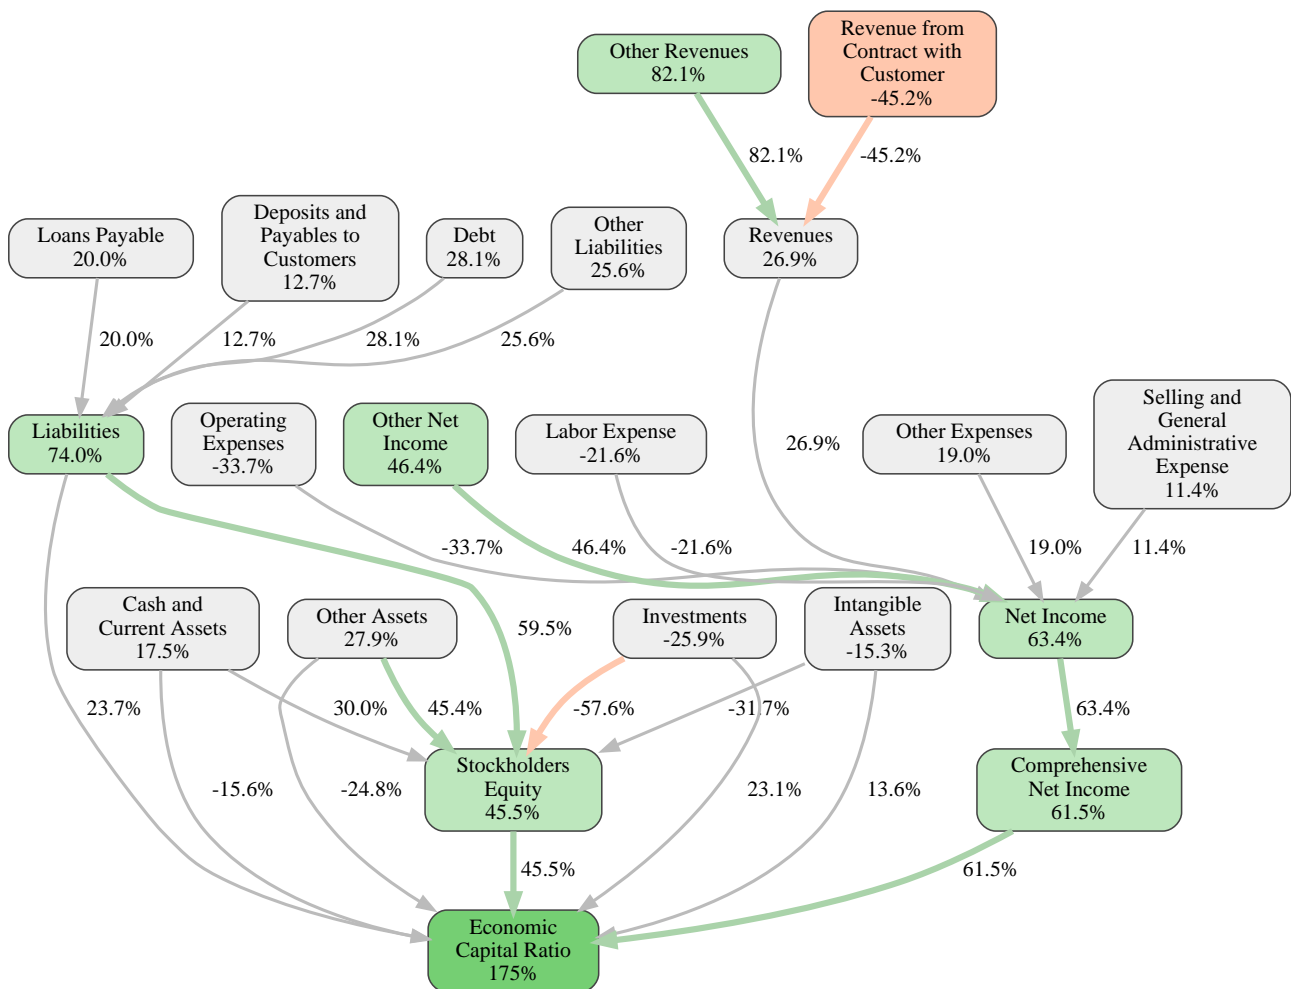 Other Revenues
82.1%
Revenue from
Contract with
Customer
-45.2%
82.1%
-45.2%
Loans Payable
20.0%
Deposits and
Payables to
Customers
12.7%
Debt
28.1%
Other
Liabilities
25.6%
Revenues
26.9%
20.0%
12.7%
28.1%
25.6%
Liabilities
74.0%
Operating
Expenses
-33.7%
Other Net
Income
46.4%
Labor Expense
-21.6%
26.9%
Other Expenses
19.0%
Selling and
General
Administrative
Expense
11.4%
-33.7%
46.4%
-21.6%
19.0%
11.4%
Cash and
Current Assets
17.5%
Other Assets
27.9%
59.5%
Investments
-25.9%
Intangible
Assets
-15.3%
Net Income
63.4%
23.7%
30.0%
45.4%
-57.6%
-31.7%
63.4%
-15.6%
-24.8%
Stockholders
Equity
45.5%
23.1%
13.6%
Comprehensive
Net Income
61.5%
45.5%
61.5%
Economic
Capital Ratio
175%